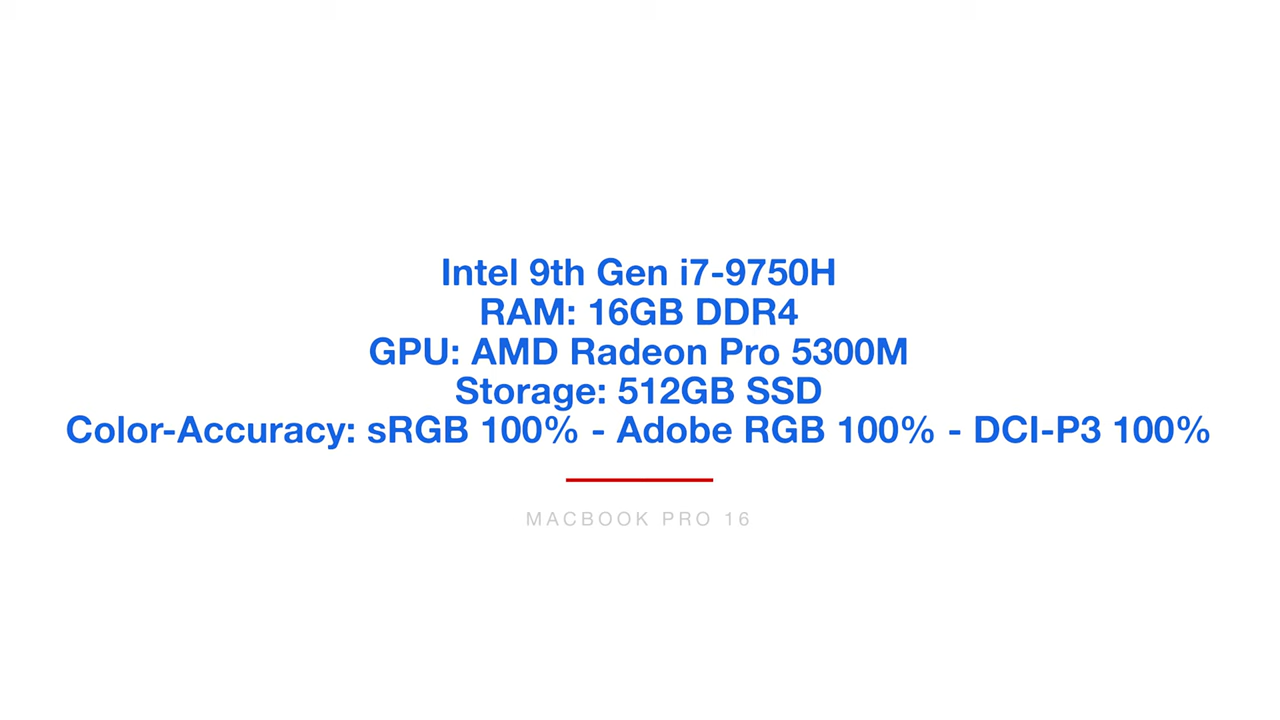 Intel 9th Gen i7-9750H
RAM: 16GB DDR4
GPU: AMD Radeon Pro 5300M
Storage: 512GB SSD
Color-Accuracy: sRGB 100% - Adobe RGB 100% - DCI-P3 100%
MACBOOK PRO 16